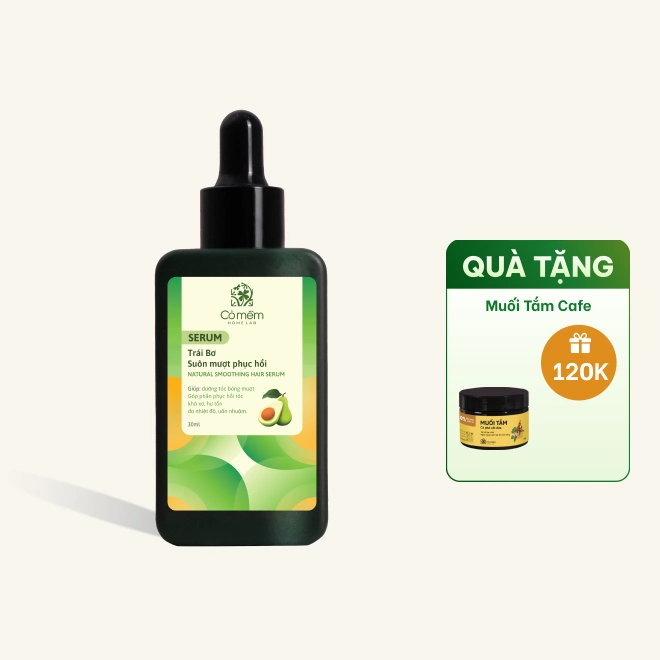 Cỏ mềm
HOME LAB
SERUM
Trái Bơ
Suôn mượt phục hồi
NATURAL SMOOTHING HAIR SERUM
Giúp: dưỡng tóc bóng mượt.
Góp phần phục hồi tóc
khô xơ, hư tổn
do nhiệt độ, uốn nhuộm.
30ml
QUÀ TẶNG
Muối Tắm Cafe
120K
MUỐI TẮM